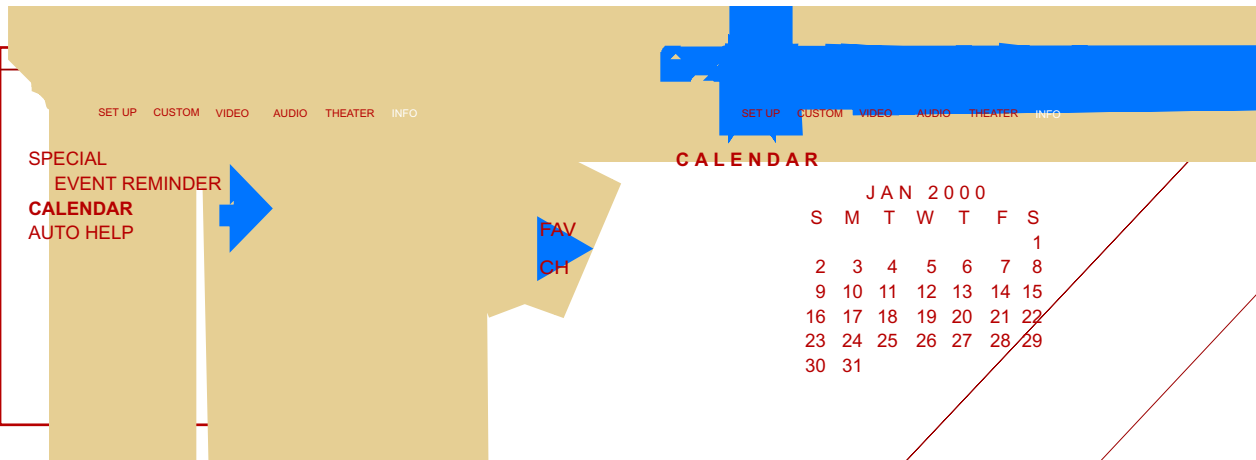 SET UP CUSTOM VIDEO AUDIO THEATER INFO
SPECIAL
EVENT REMINDER
CALENDAR
AUTO HELP
FAV
CH
SET UP CUSTOM VIDEO AUDIO THEATER INFO
CALENDAR
JAN 2000
S M T W T F S
1
2 3 4 5 6 7 8
9 10 11 12 13 14 15
16 17 18 19 20 21 22
23 24 25 26 27 28 29
30 31